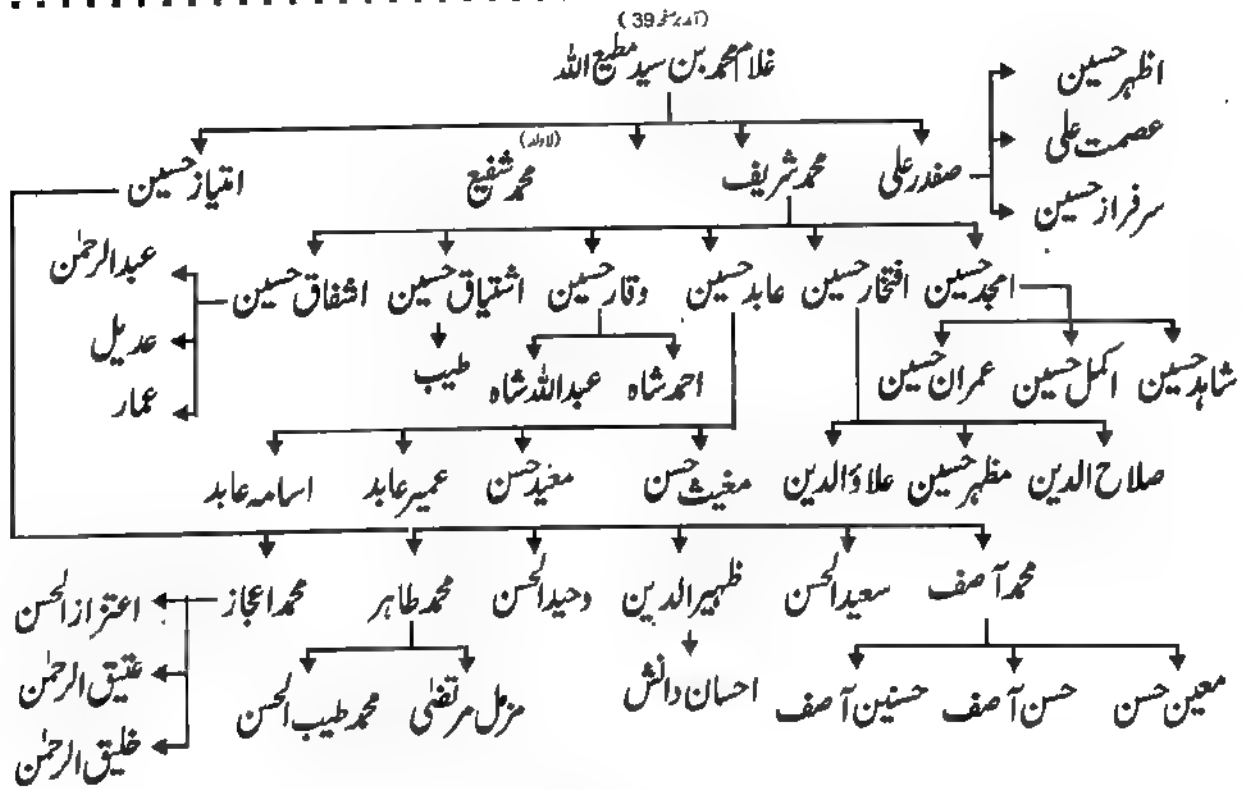 (آمدہ صفحہ 39)
غلام محمد بن سید مطیع اللہ
اظہر حسین
عصمت علی
سرفراز حسین
صفدر علی محمد شریف محمد شفیع (لاولد) امتیاز حسین
امجد حسین افتخار حسین عابد حسین وقار حسین اشتیاق حسین اشفاق حسین
عبدالرحمٰن
عدیل
عمار
شاہد حسین اکمل حسین عمران حسین احمد شاہ عبداللہ شاہ طیب
صلاح الدین مظہر حسین علاؤالدین مغیث حسن مغید حسن عمیر عابد اسامہ عابد
محمد آصف سعید الحسن ظہیر الدین وحید الحسن محمد طاہر محمد اعجاز
اعتزاز الحسن
عتیق الرحمٰن
خلیق الرحمٰن
معین حسن حسن آصف حسنین آصف احسان دانش مزمل مرتضٰی محمد طیب الحسن